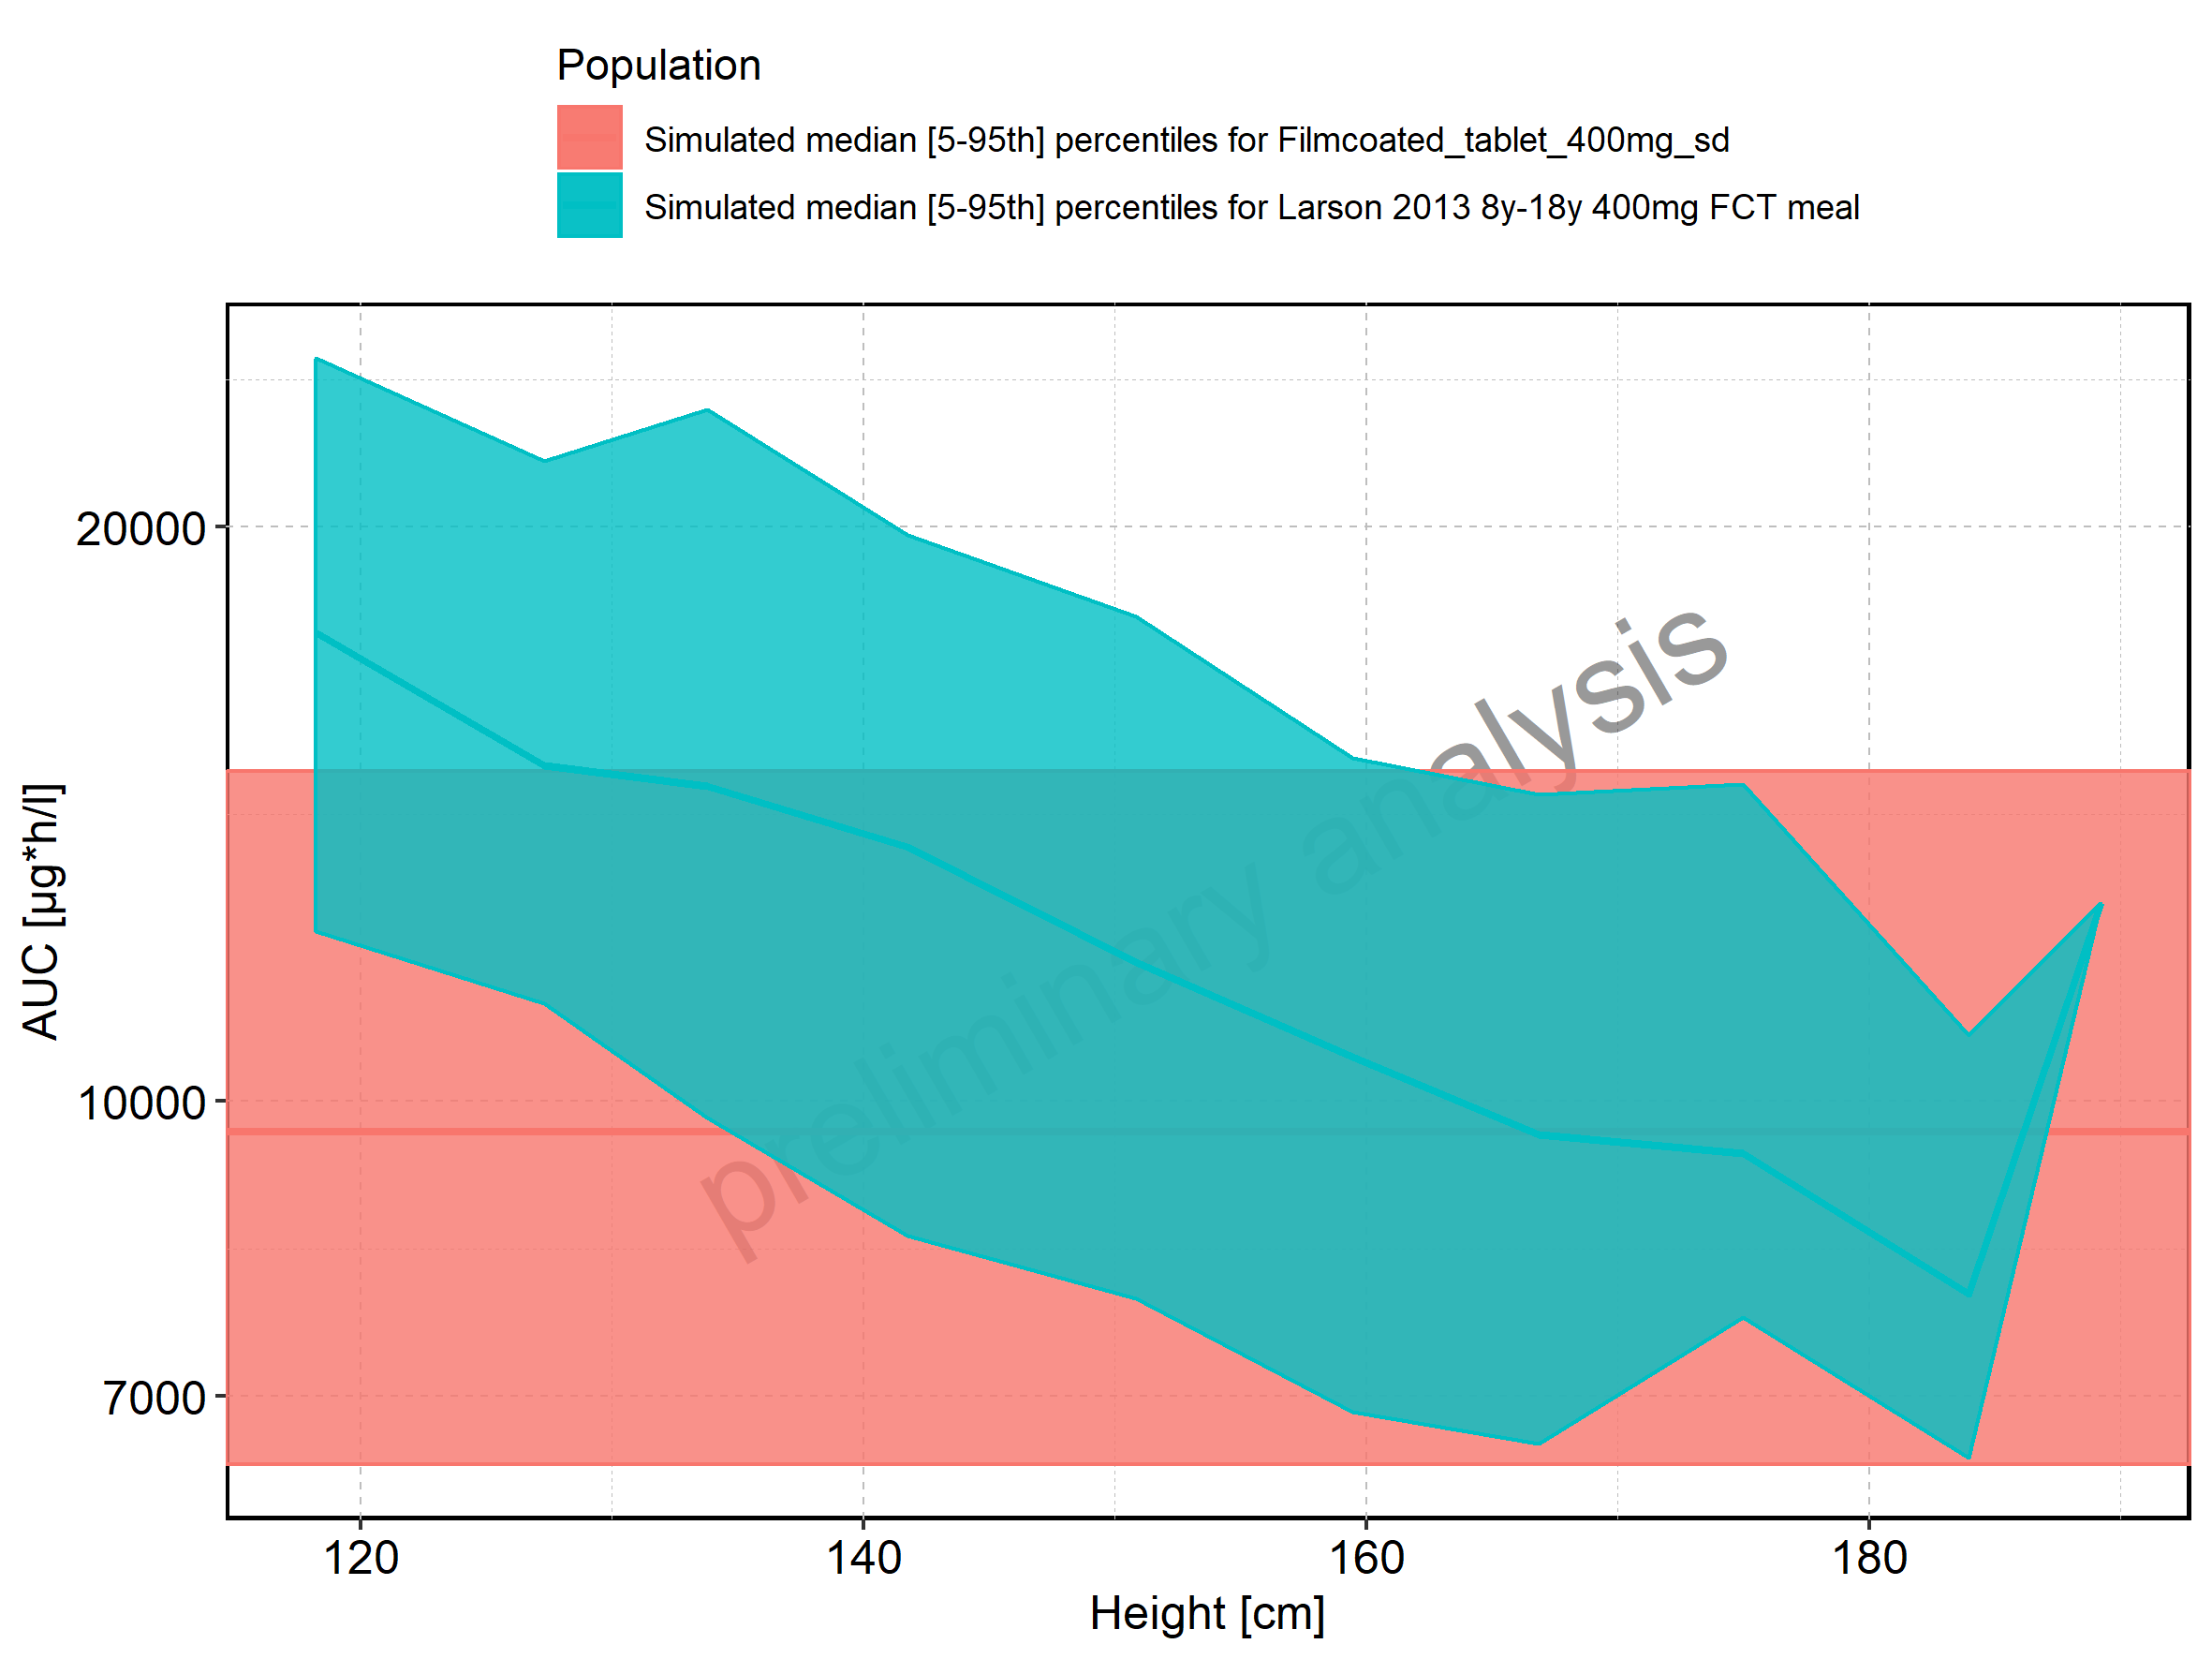 Population
Simulated median [5-95th] percentiles for Filmcoated_tablet_400mg_sd
Simulated median [5-95th] percentiles for Larson 2013 8y-18y 400mg FCT meal
20000
10000
7000
AUC [µg*h/l]
preliminary analysis
120
140
160
180
Height [cm]